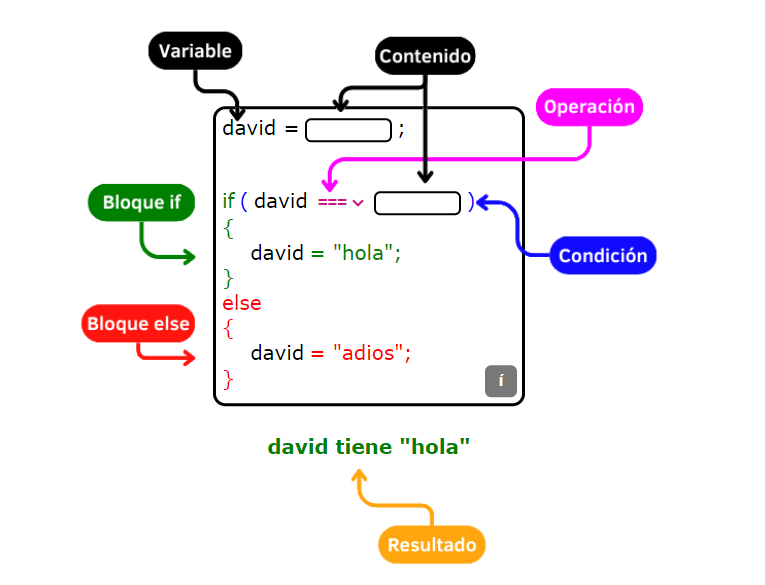 Variable
Contenido
Operación
david = ;
Bloque if
if ( david === )
{
david = "hola";
}
Condición
else
Bloque else
{
david = "adios";
}
í
david tiene "hola"
Resultado